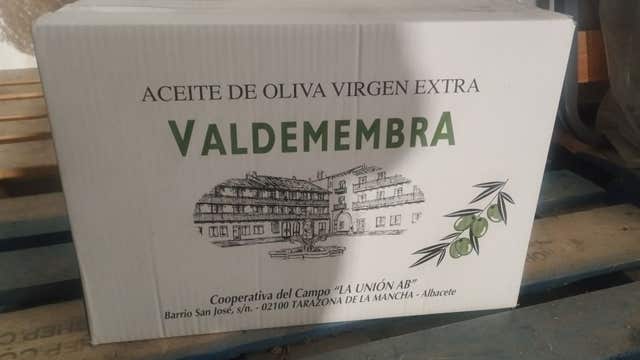 ACEITE DE OLIVA VIRGEN EXTRA
VALDEMEMBRA
Cooperativa del Campo "LA UNIÓN AB"
Barrio San José, s/n. - 02100 TARAZONA DE LA MANCHA - Albacete